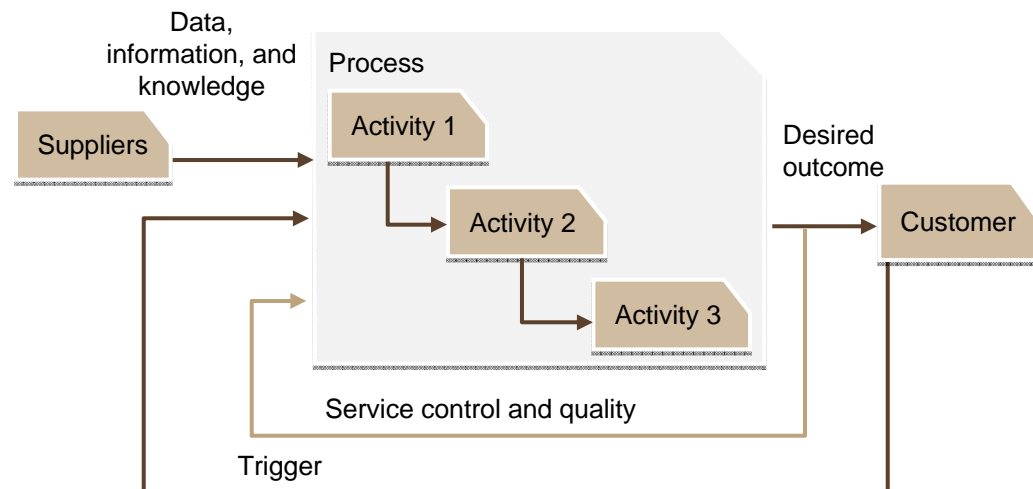 Data,
information, and
knowledge
Suppliers
Process
Activity 1
Activity 2
Activity 3
Desired
outcome
Customer
Service control and quality
Trigger